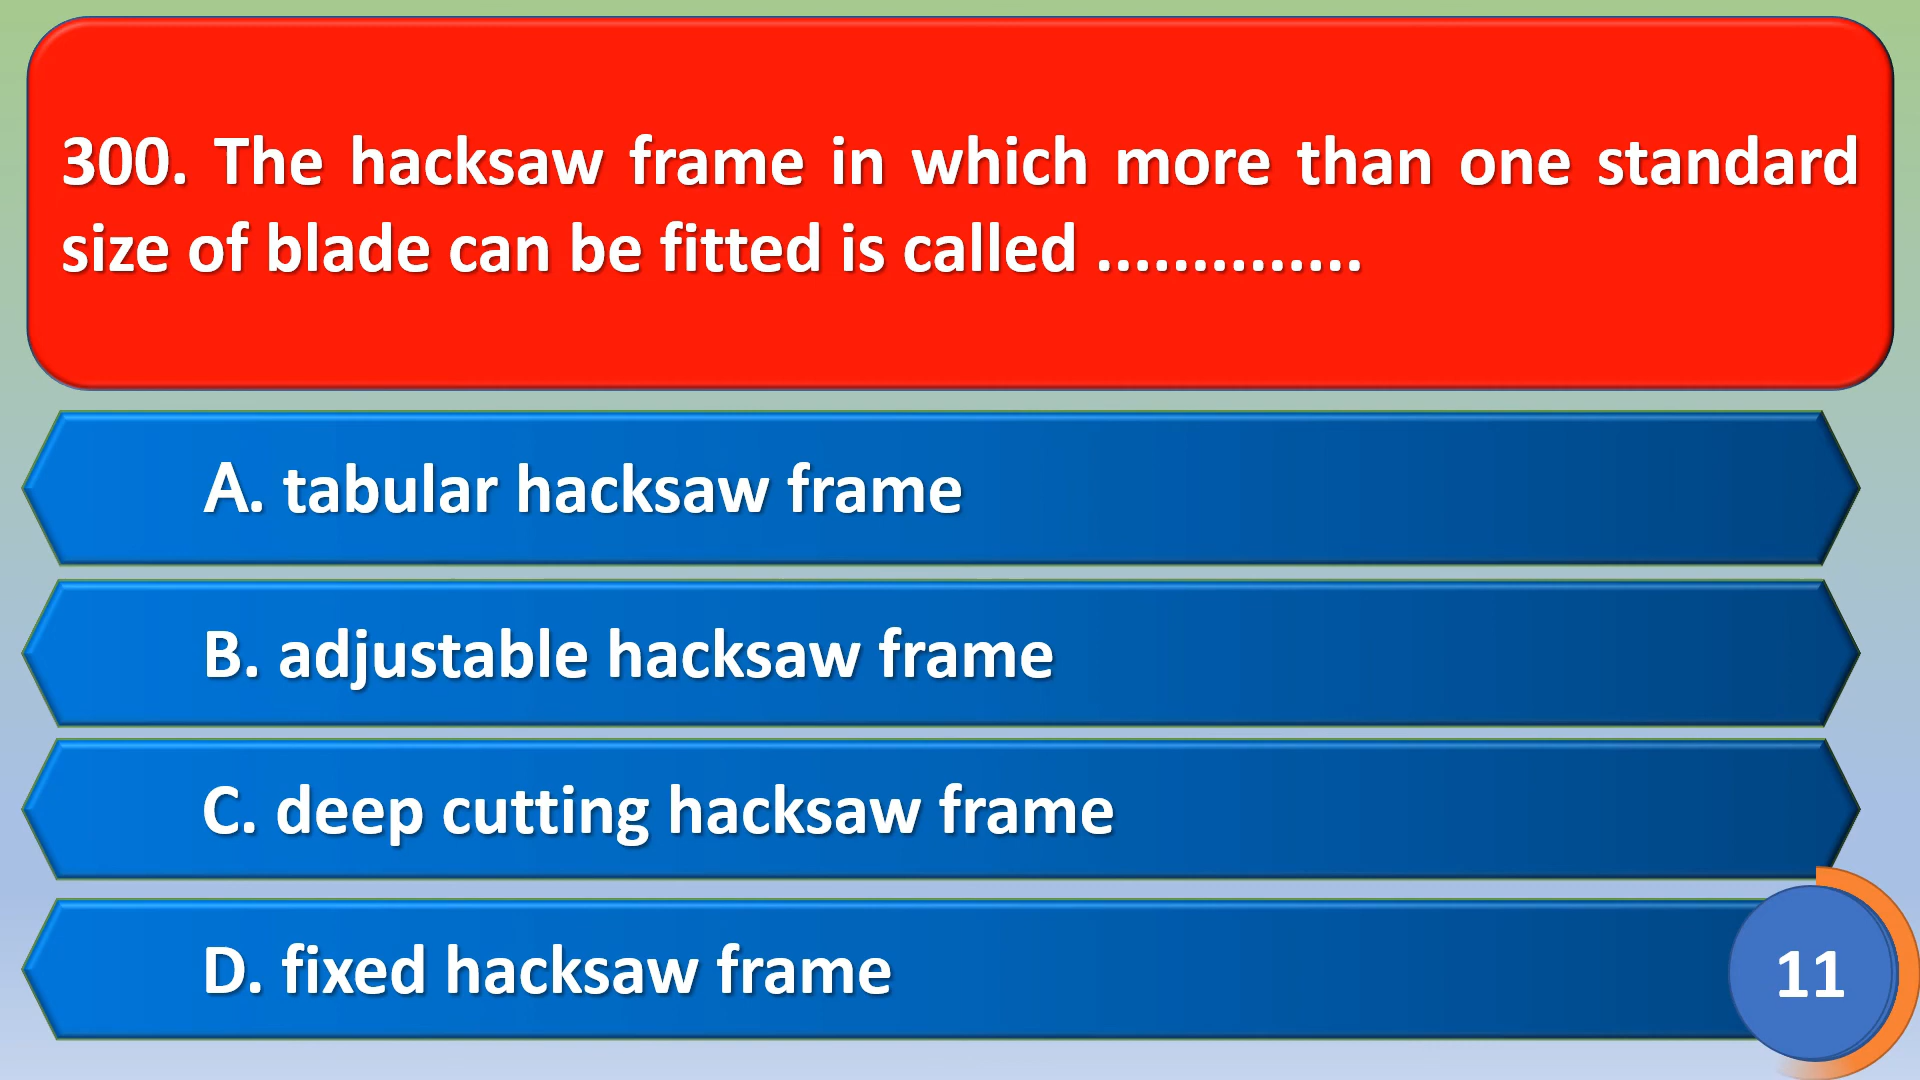 300. The hacksaw frame in which more than one standard
size of blade can be fitted is called ..............
A. tabular hacksaw frame
B. adjustable hacksaw frame
C. deep cutting hacksaw frame
D. fixed hacksaw frame
11